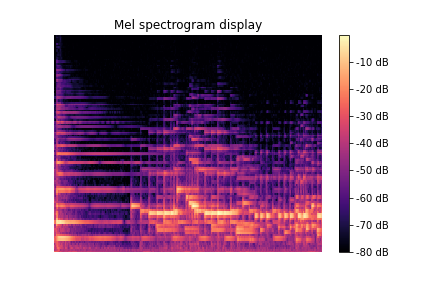 Mel spectrogram display
-10 dB
-20 dB
-30 dB
-40 dB
-50 dB
-60 dB
-70 dB
-80 dB